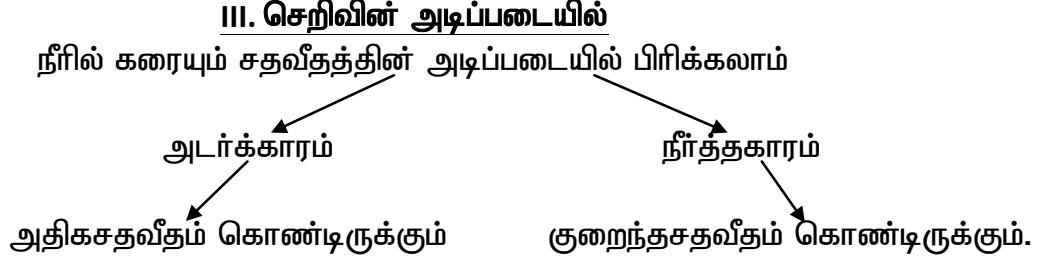 III. செறிவின் அடிப்படையில்
நீரில் கரையும் சதவீதத்தின் அடிப்படையில் பிரிக்கலாம்
அடர்க்காரம் நீர்த்தகாரம்
அதிகசதவீதம் கொண்டிருக்கும் குறைந்தசதவீதம் கொண்டிருக்கும்.